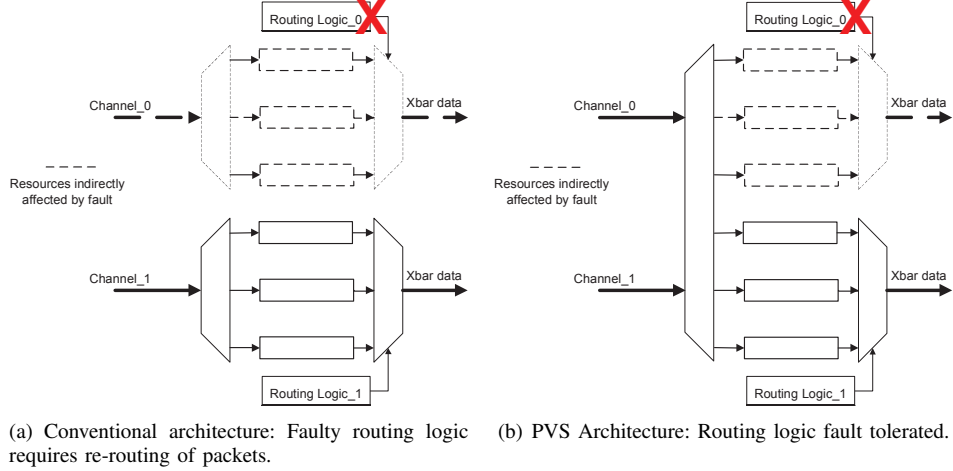 Routing Logic_0
Channel_0
Xbar data
Resources indirectly
affected by fault
Channel_1
Xbar data
Routing Logic_1
(a) Conventional architecture: Faulty routing logic
requires re-routing of packets.
Routing Logic_0
Channel_0
Xbar data
Resources indirectly
affected by fault
Channel_1
Xbar data
Routing Logic_1
(b) PVS Architecture: Routing logic fault tolerated.